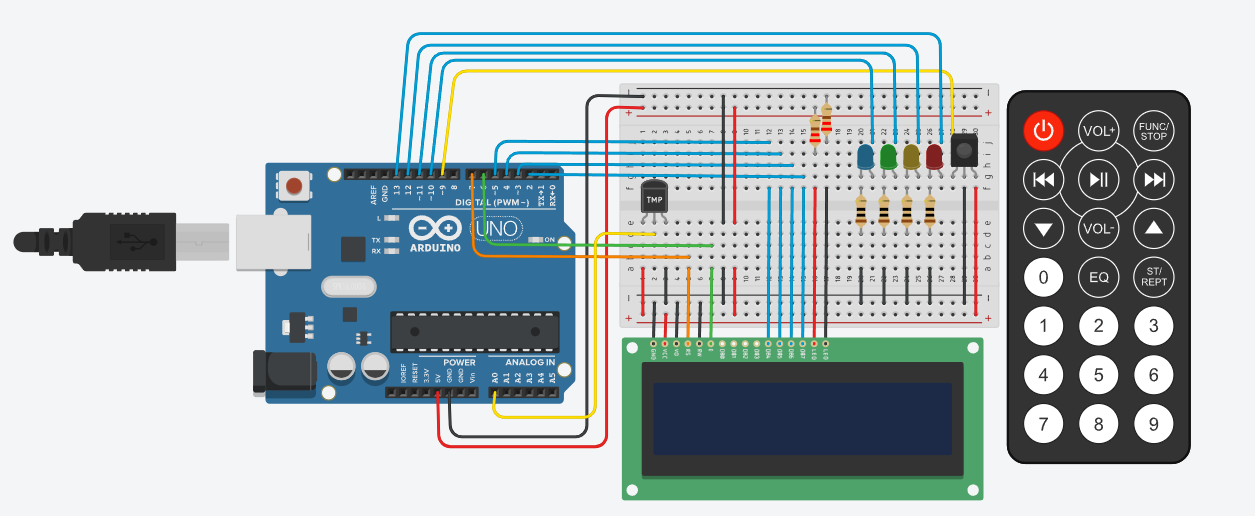 AREF
GND
13
12
~11
~10
~9
8
7
~6
~5
4
~3
2
TX→1
RX←0
DIGITAL (PWM~)
L
TX
RX
ARDUINO
UNO
ON
POWER
ANALOG IN
IOREF
RESET
3.3V
5V
GND
GND
Vin
A0
A1
A2
A3
A4
A5
TMP
GND
VCC
VO
RS
RW
E
DB0
DB1
DB2
DB3
DB4
DB5
DB6
DB7
LED
LED
VOL+
FUNC/
STOP
VOL-
0
EQ
ST/
REPT
1
2
3
4
5
6
7
8
9